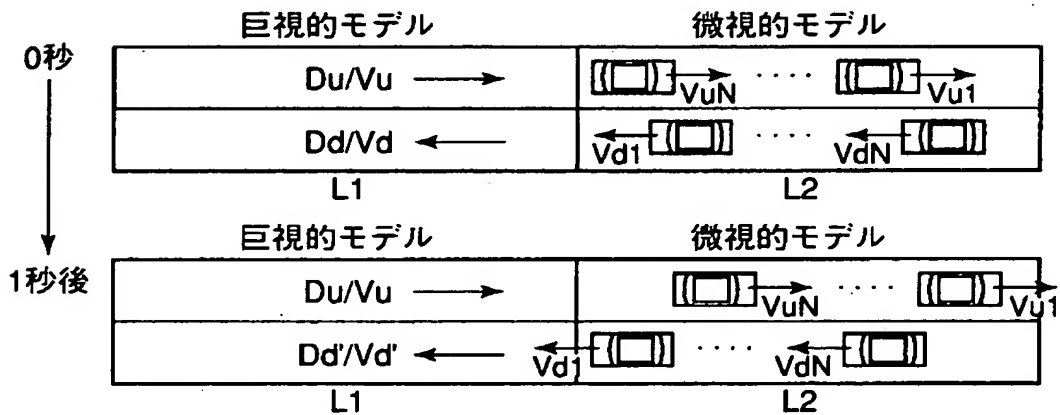 巨視的モデル 微視的モデル
0秒
Du/Vu VuN ････ Vu1
Dd/Vd Vd1 ････ VdN
L1 L2
巨視的モデル 微視的モデル
1秒後
Du/Vu VuN ････ Vu1
Dd'/Vd' Vd1 ････ VdN
L1 L2